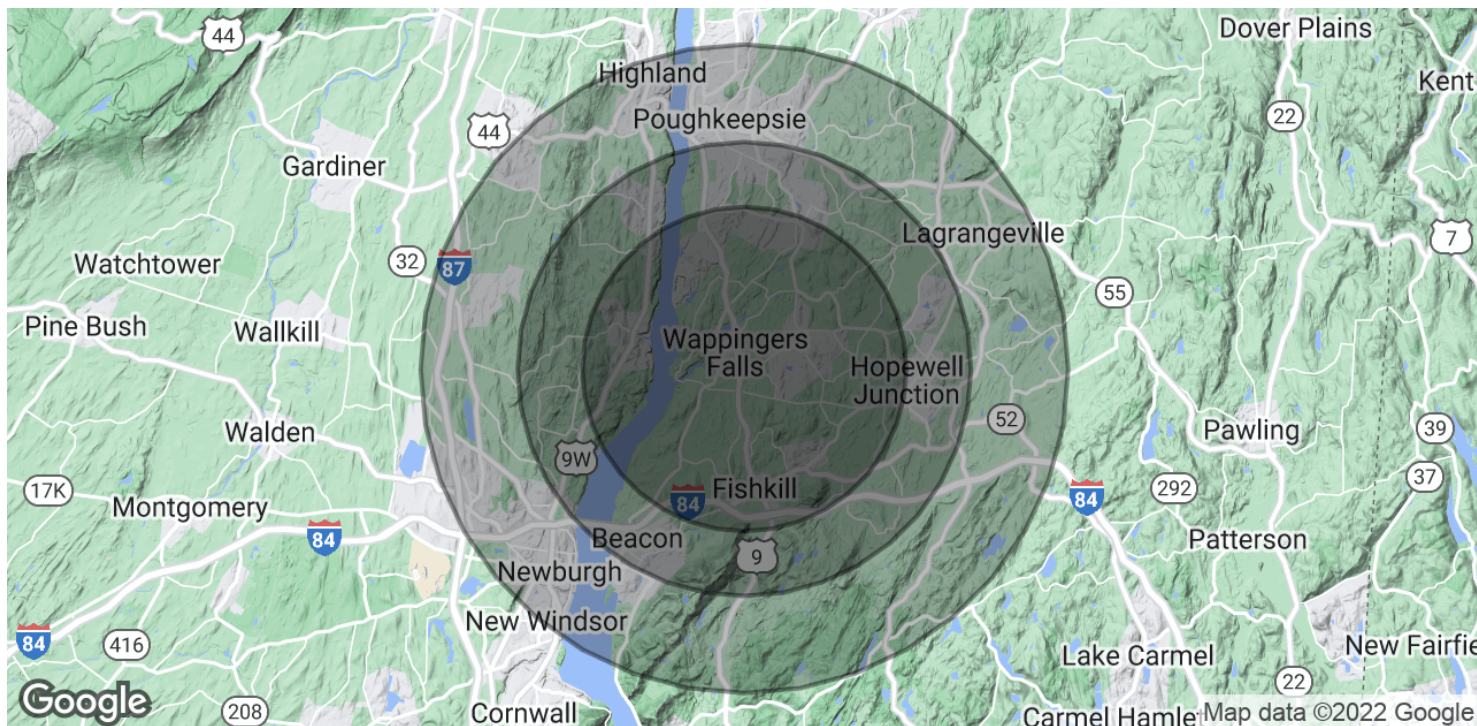 44
Dover Plains
Highland
Kent
22
Poughkeepsie
44
Gardiner
Lagrangeville
7
Watchtower
32
87
55
Pine Bush
Wallkill
Wappingers
Falls
Hopewell
Junction
52
Walden
Pawling
39
9W
37
17K
Fishkill
292
84
84
Montgomery
84
Beacon
9
Patterson
Newburgh
New Windsor
84
416
Lake Carmel
New Fairfie
22
Google
208
Cornwall
Carmel Hamle
Map data ©2022 Google